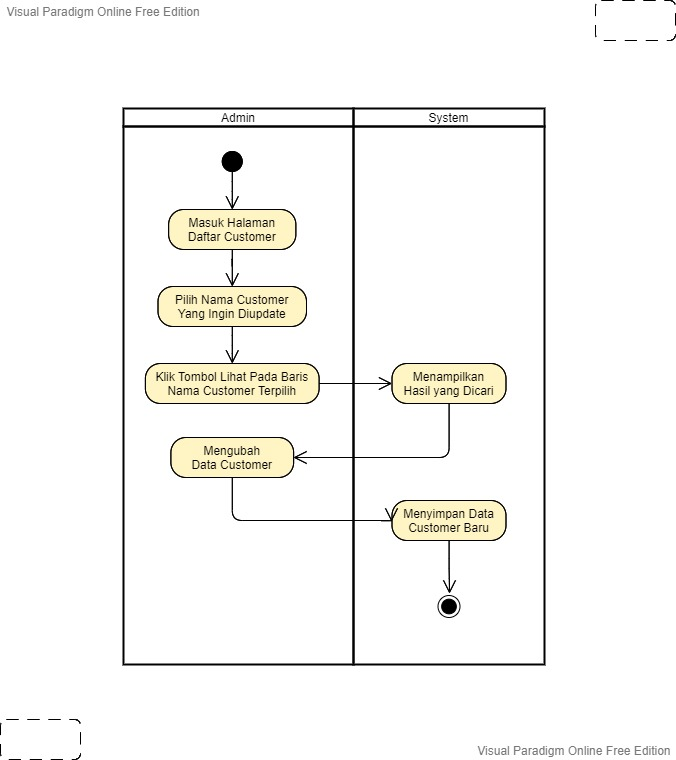 Visual Paradigm Online Free Edition
Admin
System
Masuk Halaman
Daftar Customer
Pilih Nama Customer
Yang Ingin Diupdate
Klik Tombol Lihat Pada Baris
Nama Customer Terpilih
Menampilkan
Hasil yang Dicari
Mengubah
Data Customer
Menyimpan Data
Customer Baru
Visual Paradigm Online Free Edition